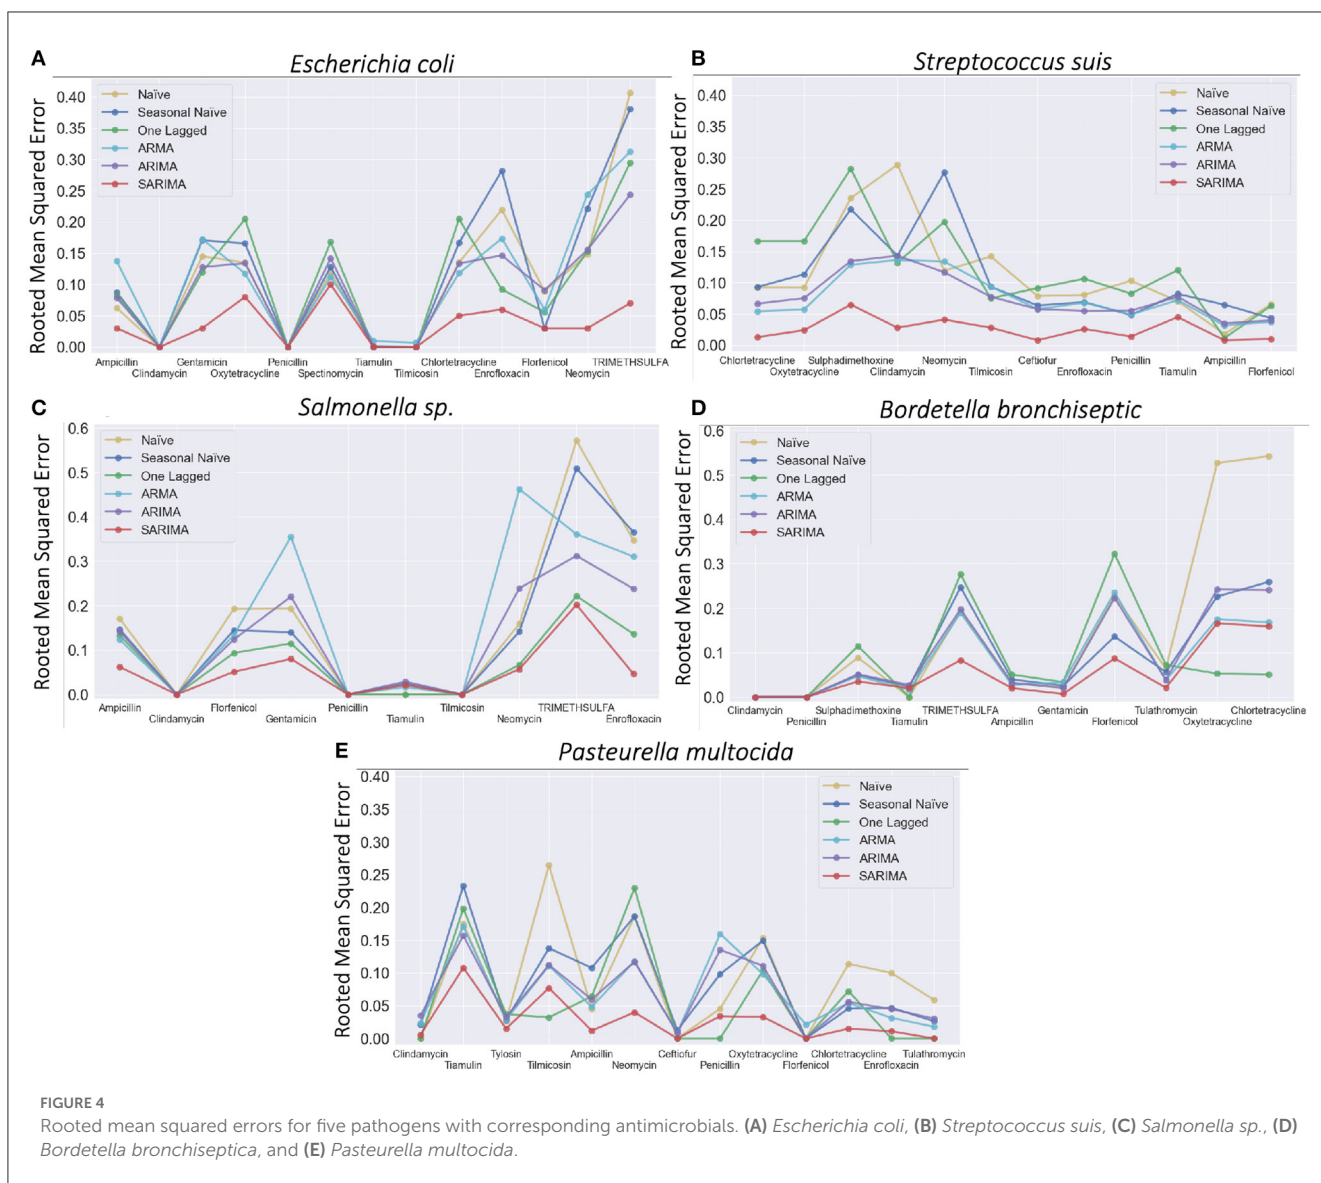 A
Escherichia coli
Rooted Mean Squared Error
0.40
0.35
0.30
0.25
0.20
0.15
0.10
0.05
0.00
Naïve
Seasonal Naïve
One Lagged
ARMA
ARIMA
SARIMA
Ampicillin
Clindamycin
Gentamicin
Oxytetracycline
Penicillin
Spectinomycin
Tiamulin
Tilmicosin
Chlortetracycline
Enrofloxacin
Florfenicol
Neomycin
TRIMETHSULFA
B
Streptococcus suis
Rooted Mean Squared Error
0.40
0.35
0.30
0.25
0.20
0.15
0.10
0.05
0.00
Naïve
Seasonal Naïve
One Lagged
ARMA
ARIMA
SARIMA
Chlortetracycline
Oxytetracycline
Sulphadimethoxine
Clindamycin
Neomycin
Tilmicosin
Ceftiofur
Enrofloxacin
Penicillin
Tiamulin
Ampicillin
Florfenicol
C
Salmonella sp.
Rooted Mean Squared Error
0.6
0.5
0.4
0.3
0.2
0.1
0.0
Naïve
Seasonal Naïve
One Lagged
ARMA
ARIMA
SARIMA
Ampicillin
Clindamycin
Florfenicol
Gentamicin
Penicillin
Tiamulin
Tilmicosin
Neomycin
TRIMETHSULFA
Enrofloxacin
D
Bordetella bronchiseptic
Rooted Mean Squared Error
0.6
0.5
0.4
0.3
0.2
0.1
0.0
Naïve
Seasonal Naïve
One Lagged
ARMA
ARIMA
SARIMA
Clindamycin
Penicillin
Sulphadimethoxine
Tiamulin
TRIMETHSULFA
Ampicillin
Gentamicin
Florfenicol
Tulathromycin
Oxytetracycline
Chlortetracycline
E
Pasteurella multocida
Rooted Mean Squared Error
0.40
0.35
0.30
0.25
0.20
0.15
0.10
0.05
0.00
Naïve
Seasonal Naïve
One Lagged
ARMA
ARIMA
SARIMA
Clindamycin
Tiamulin
Tylosin
Tilmicosin
Ampicillin
Neomycin
Ceftiofur
Penicillin
Oxytetracycline
Florfenicol
Chlortetracycline
Enrofloxacin
Tulathromycin
FIGURE 4
Rooted mean squared errors for five pathogens with corresponding antimicrobials. (A) Escherichia coli, (B) Streptococcus suis, (C) Salmonella sp., (D)
Bordetella bronchiseptica, and (E) Pasteurella multocida.